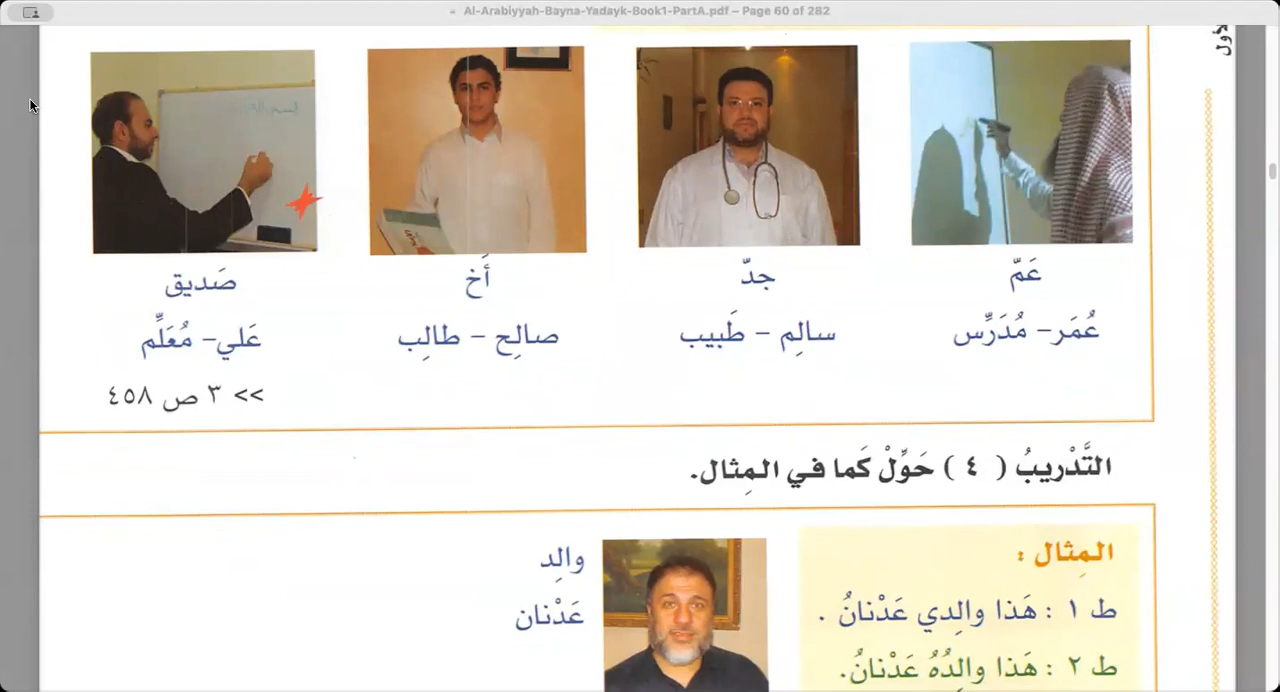 Al-Arabiyyah-Bayna-Yadayk-Book1-PartA.pdf – Page 60 of 282
عَمّ
جدّ
أَخ
صَديق
عُمَر – مُدَرِّس
سالِم – طَبيب
صالِح – طالِب
عَلي – مُعَلِّم
>> ٣ ص ٤٥٨
التَّدْريبُ ( ٤ ) حَوِّلْ كَما في المِثال.
المِثال :
ط ١ : هَذا والِدي عَدْنانُ .
ط ٢ : هَذا والِدُهُ عَدْنانُ.
والِد
عَدْنان